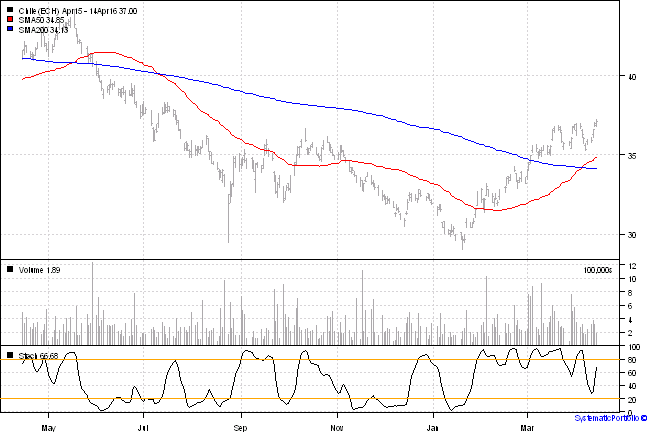 Chile (ECH) Apr15 - 14Apr16 37.00
SMA50 34.85
SMA200 34.13
40
35
30
Volume 1.89
100,000s
12
10
8
6
4
2
Stoch 66.68
100
80
60
40
20
0
May Jul Sep Nov Jan Mar
SystematicPortfolio ©